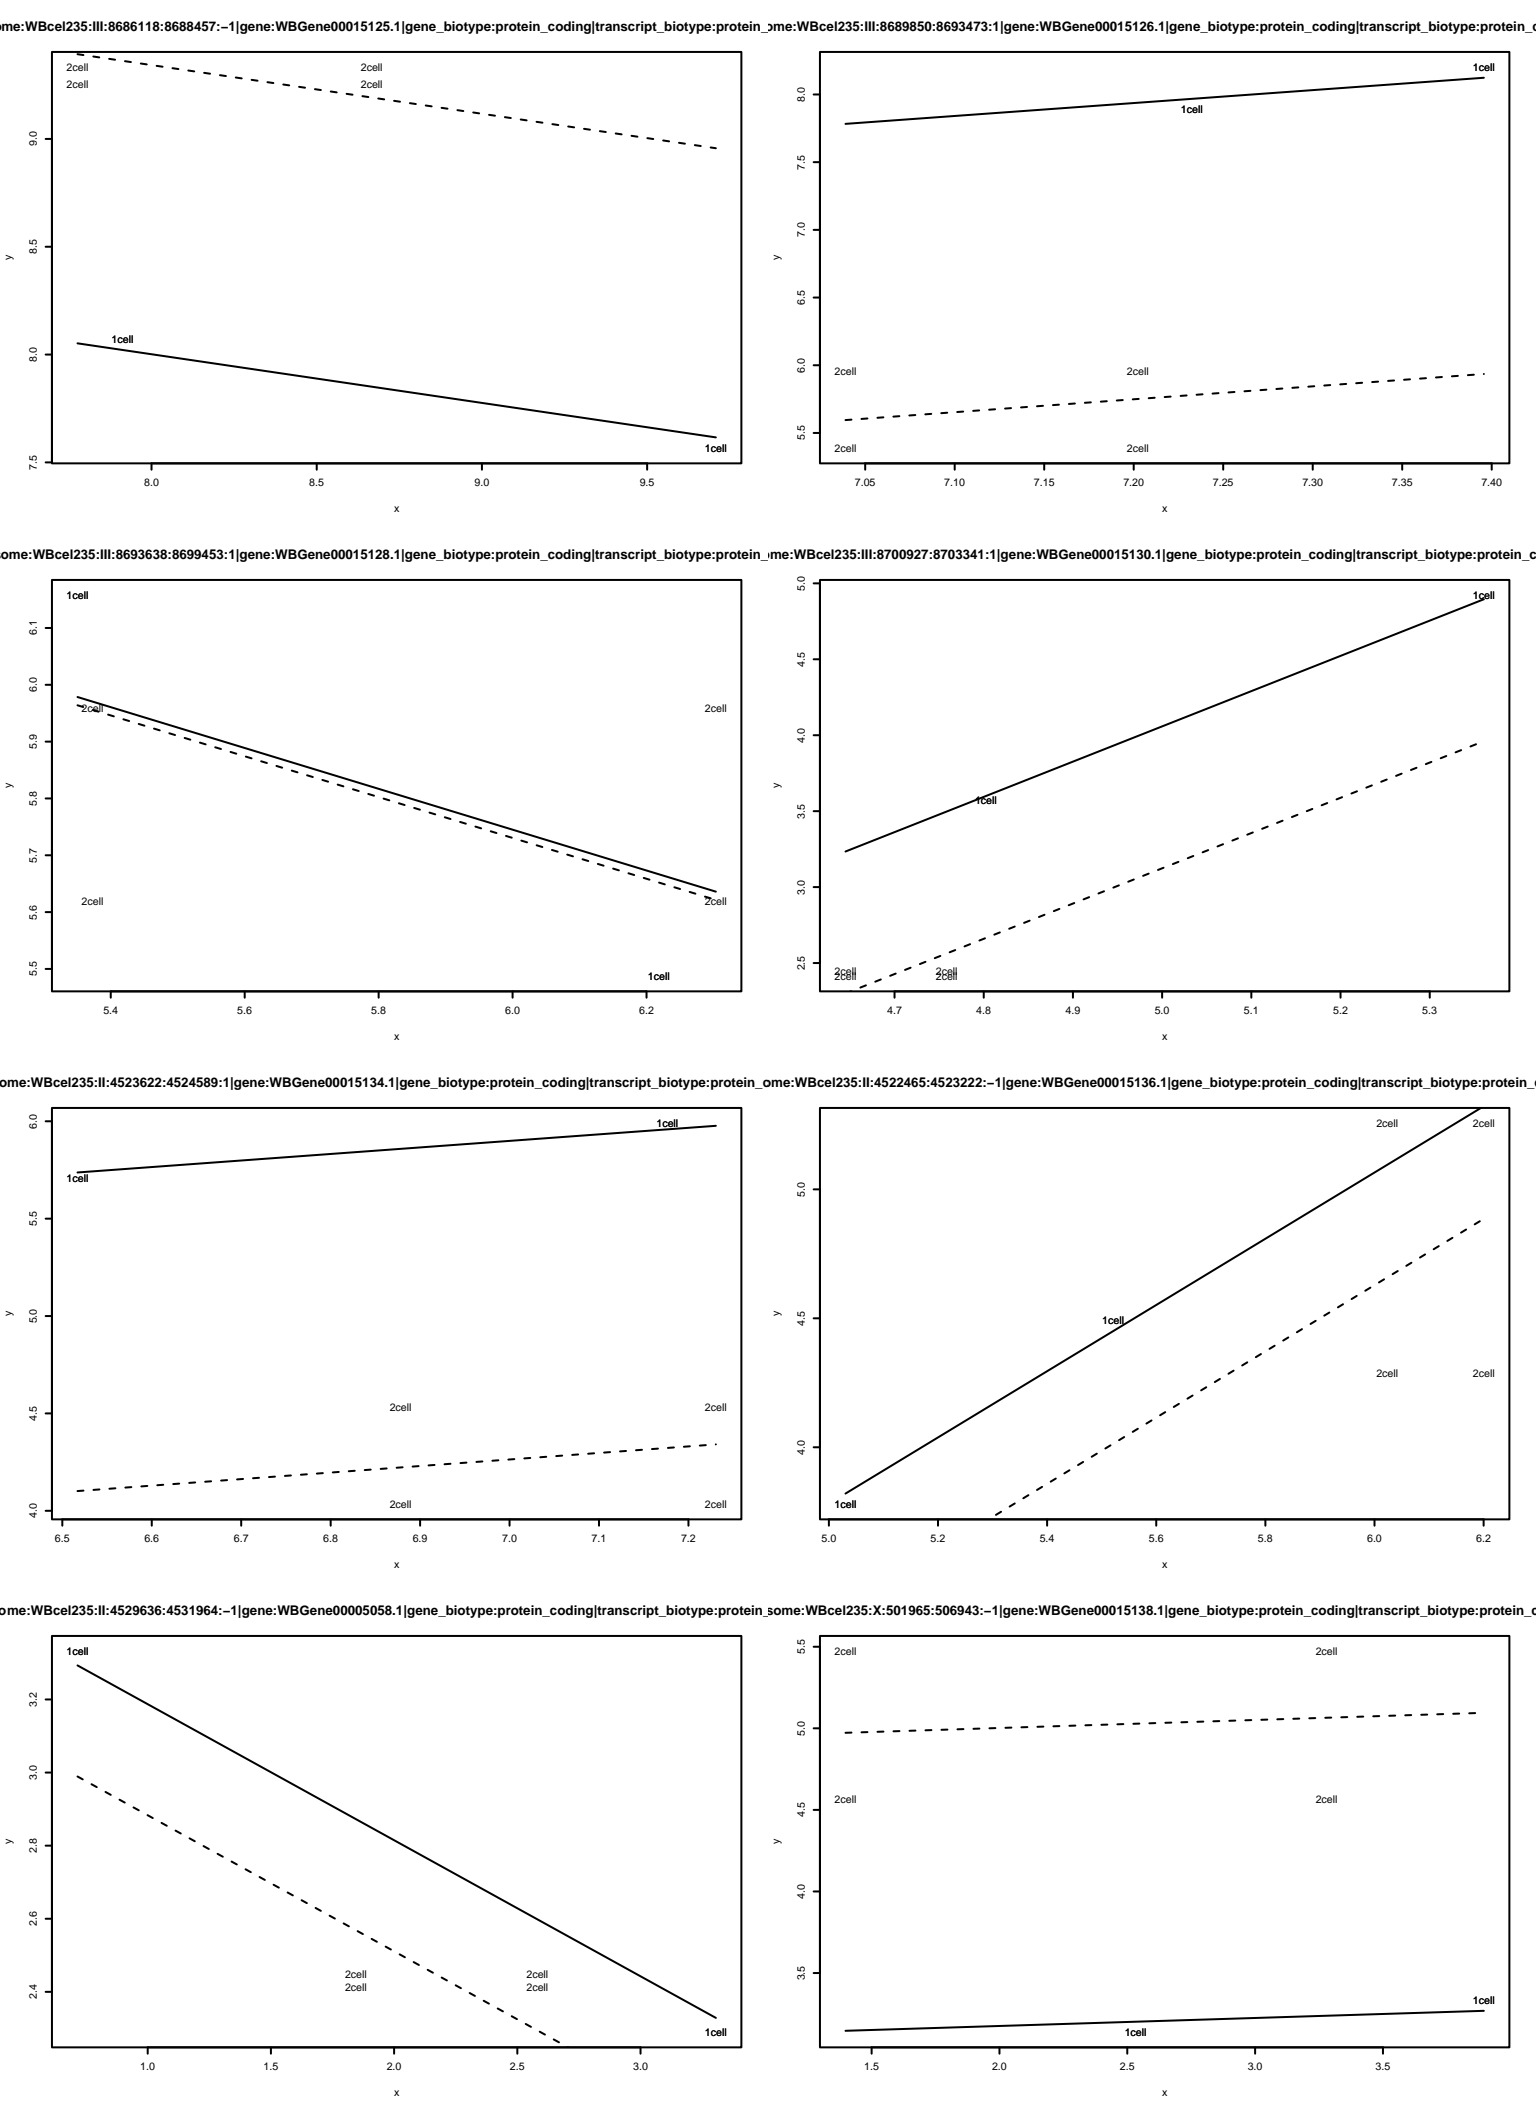 ome:WBcel235:III:8686118:8688457:−1|gene:WBGene00015125.1|gene_biotype:protein_coding|transcript_biotype:protein_
2cell 2cell
2cell 2cell
1cell
1cell
9.0
8.5
8.0
7.5
y
8.0 8.5 9.0 9.5
x
ome:WBcel235:III:8689850:8693473:1|gene:WBGene00015126.1|gene_biotype:protein_coding|transcript_biotype:protein_c
1cell
1cell
2cell 2cell
2cell 2cell
8.0
7.5
7.0
6.5
6.0
5.5
y
7.05 7.10 7.15 7.20 7.25 7.30 7.35 7.40
x
some:WBcel235:III:8693638:8699453:1|gene:WBGene00015128.1|gene_biotype:protein_coding|transcript_biotype:protein_
1cell
2cell 2cell
2cell 2cell
1cell
6.1
6.0
5.9
5.8
5.7
5.6
5.5
y
5.4 5.6 5.8 6.0 6.2
x
ome:WBcel235:III:8700927:8703341:1|gene:WBGene00015130.1|gene_biotype:protein_coding|transcript_biotype:protein_c
1cell
1cell
2cell 2cell
2cell 2cell
5.0
4.5
4.0
3.5
3.0
2.5
y
4.7 4.8 4.9 5.0 5.1 5.2 5.3
x
ome:WBcel235:II:4523622:4524589:1|gene:WBGene00015134.1|gene_biotype:protein_coding|transcript_biotype:protein_
1cell
1cell
2cell 2cell
2cell 2cell
6.0
5.5
5.0
4.5
4.0
y
6.5 6.6 6.7 6.8 6.9 7.0 7.1 7.2
x
ome:WBcel235:II:4522465:4523222:−1|gene:WBGene00015136.1|gene_biotype:protein_coding|transcript_biotype:protein_c
2cell 2cell
1cell
2cell 2cell
1cell
5.0
4.5
4.0
y
5.0 5.2 5.4 5.6 5.8 6.0 6.2
x
ome:WBcel235:II:4529636:4531964:−1|gene:WBGene00005058.1|gene_biotype:protein_coding|transcript_biotype:protein_
1cell
2cell 2cell
2cell 2cell
1cell
3.2
3.0
2.8
2.6
2.4
y
1.0 1.5 2.0 2.5 3.0
x
some:WBcel235:X:501965:506943:−1|gene:WBGene00015138.1|gene_biotype:protein_coding|transcript_biotype:protein_c
2cell 2cell
2cell 2cell
1cell
1cell
5.5
5.0
4.5
4.0
3.5
y
1.5 2.0 2.5 3.0 3.5
x